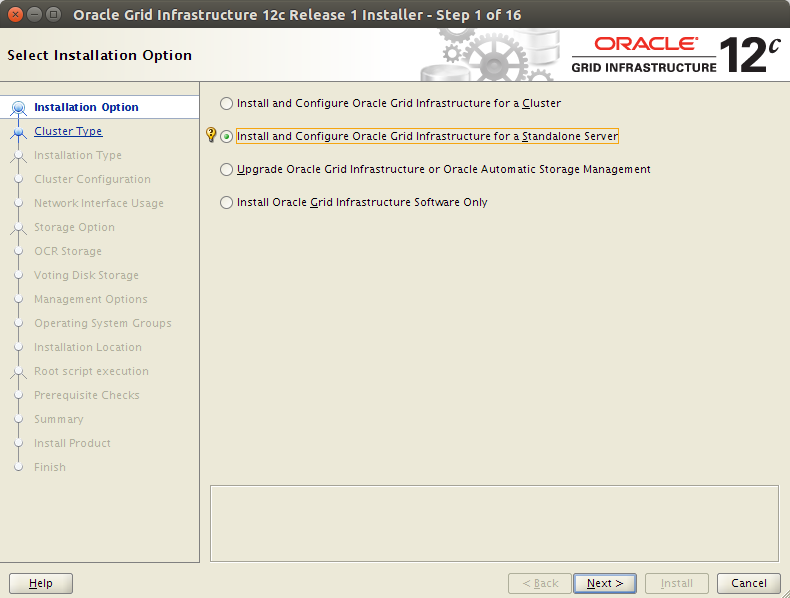 Oracle Grid Infrastructure 12c Release 1 Installer - Step 1 of 16
Select Installation Option
ORACLE
GRID INFRASTRUCTURE
12c
Installation Option
Cluster Type
Installation Type
Cluster Configuration
Network Interface Usage
Storage Option
OCR Storage
Voting Disk Storage
Management Options
Operating System Groups
Installation Location
Root script execution
Prerequisite Checks
Summary
Install Product
Finish
Install and Configure Oracle Grid Infrastructure for a Cluster
Install and Configure Oracle Grid Infrastructure for a Standalone Server
Upgrade Oracle Grid Infrastructure or Oracle Automatic Storage Management
Install Oracle Grid Infrastructure Software Only
Help
< Back
Next >
Install
Cancel